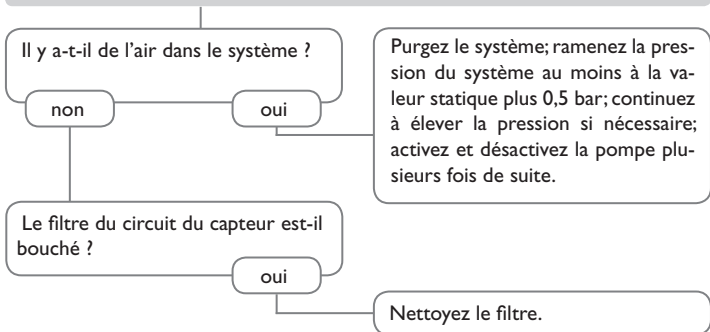 Il y a-t-il de l’air dans le système ?
non
oui
Purgez le système; ramenez la pres-
sion du système au moins à la va-
leur statique plus 0,5 bar; continuez
à élever la pression si nécessaire;
activez et désactivez la pompe plu-
sieurs fois de suite.
Le filtre du circuit du capteur est-il
bouché ?
oui
Nettoyez le filtre.